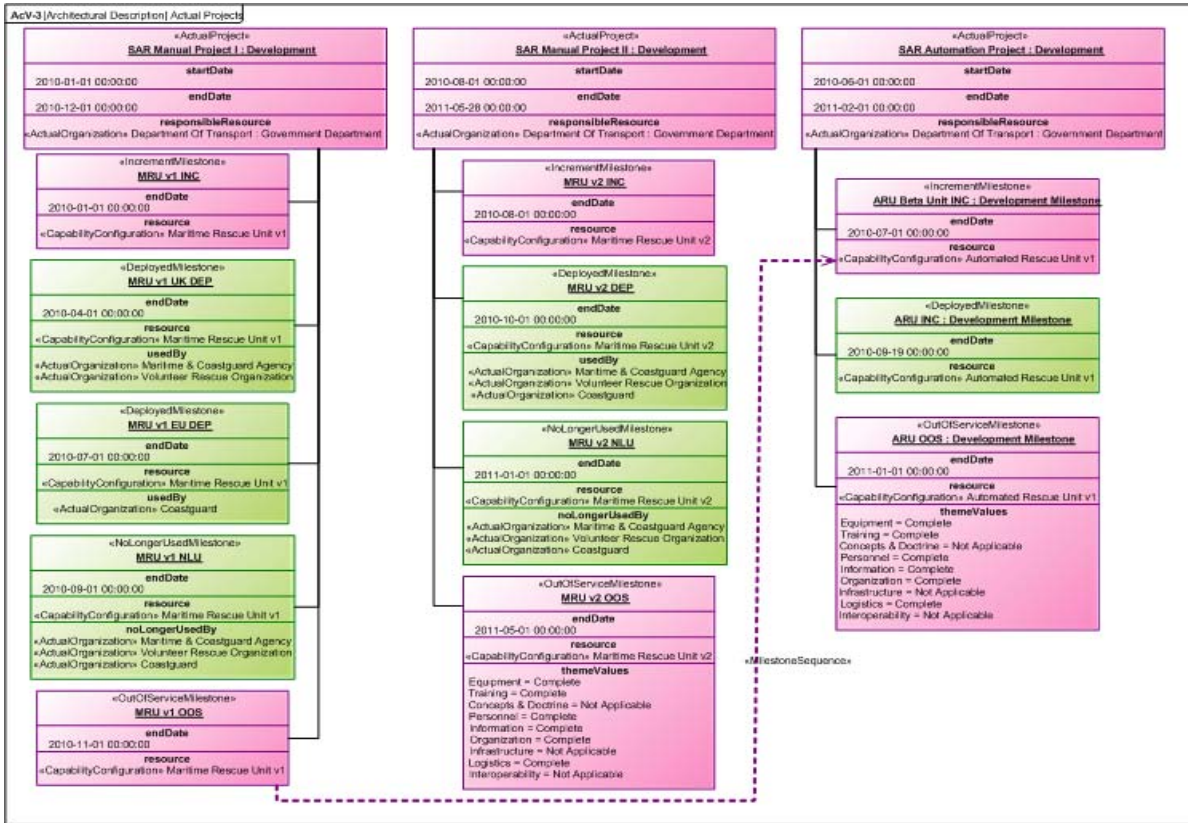 AcV-3 [Architectural Description] Actual Projects
«ActualProject»
SAR Manual Project I : Development
startDate
2010-01-01 00:00:00
endDate
2010-12-01 00:00:00
responsibleResource
«ActualOrganization» Department Of Transport : Government Department
«IncrementMilestone»
MRU v1 INC
endDate
2010-01-01 00:00:00
resource
«CapabilityConfiguration» Maritime Rescue Unit v1
«DeployedMilestone»
MRU v1 UK DEP
endDate
2010-04-01 00:00:00
resource
«CapabilityConfiguration» Maritime Rescue Unit v1
usedBy
«ActualOrganization» Maritime & Coastguard Agency
«ActualOrganization» Volunteer Rescue Organization
«DeployedMilestone»
MRU v1 EU DEP
endDate
2010-07-01 00:00:00
resource
«CapabilityConfiguration» Maritime Rescue Unit v1
usedBy
«ActualOrganization» Coastguard
«NoLongerUsedMilestone»
MRU v1 NLU
endDate
2010-09-01 00:00:00
resource
«CapabilityConfiguration» Maritime Rescue Unit v1
noLongerUsedBy
«ActualOrganization» Maritime & Coastguard Agency
«ActualOrganization» Volunteer Rescue Organization
«ActualOrganization» Coastguard
«OutOfServiceMilestone»
MRU v1 OOS
endDate
2010-11-01 00:00:00
resource
«CapabilityConfiguration» Maritime Rescue Unit v1
«ActualProject»
SAR Manual Project II : Development
startDate
2010-08-01 00:00:00
endDate
2011-05-28 00:00:00
responsibleResource
«ActualOrganization» Department Of Transport : Government Department
«IncrementMilestone»
MRU v2 INC
endDate
2010-08-01 00:00:00
resource
«CapabilityConfiguration» Maritime Rescue Unit v2
«DeployedMilestone»
MRU v2 DEP
endDate
2010-10-01 00:00:00
resource
«CapabilityConfiguration» Maritime Rescue Unit v2
usedBy
«ActualOrganization» Maritime & Coastguard Agency
«ActualOrganization» Volunteer Rescue Organization
«ActualOrganization» Coastguard
«NoLongerUsedMilestone»
MRU v2 NLU
endDate
2011-01-01 00:00:00
resource
«CapabilityConfiguration» Maritime Rescue Unit v2
noLongerUsedBy
«ActualOrganization» Maritime & Coastguard Agency
«ActualOrganization» Volunteer Rescue Organization
«ActualOrganization» Coastguard
«OutOfServiceMilestone»
MRU v2 OOS
endDate
2011-05-01 00:00:00
resource
«CapabilityConfiguration» Maritime Rescue Unit v2
themeValues
Equipment = Complete
Training = Complete
Concepts & Doctrine = Not Applicable
Personnel = Complete
Information = Complete
Organization = Complete
Infrastructure = Not Applicable
Logistics = Complete
Interoperability = Not Applicable
«ActualProject»
SAR Automation Project : Development
startDate
2010-06-01 00:00:00
endDate
2011-02-01 00:00:00
responsibleResource
«ActualOrganization» Department Of Transport : Government Department
«IncrementMilestone»
ARU Beta Unit INC : Development Milestone
endDate
2010-07-01 00:00:00
resource
«CapabilityConfiguration» Automated Rescue Unit v1
«DeployedMilestone»
ARU INC : Development Milestone
endDate
2010-09-19 00:00:00
resource
«CapabilityConfiguration» Automated Rescue Unit v1
«OutOfServiceMilestone»
ARU OOS : Development Milestone
endDate
2011-01-01 00:00:00
resource
«CapabilityConfiguration» Automated Rescue Unit v1
themeValues
Equipment = Complete
Training = Complete
Concepts & Doctrine = Not Applicable
Personnel = Complete
Information = Complete
Organization = Complete
Infrastructure = Not Applicable
Logistics = Complete
Interoperability = Not Applicable
«MilestoneSequence»